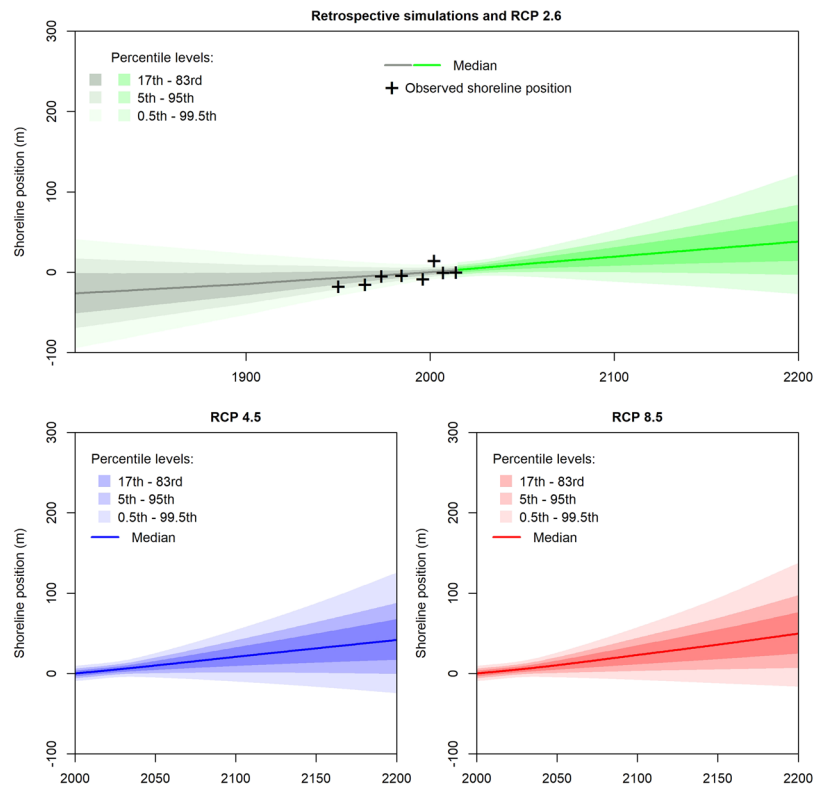 Retrospective simulations and RCP 2.6
Shoreline position (m)
300
200
100
0
-100
Percentile levels:
17th - 83rd
5th - 95th
0.5th - 99.5th
Median
Observed shoreline position
1900
2000
2100
2200
RCP 4.5
Shoreline position (m)
300
200
100
0
-100
Percentile levels:
17th - 83rd
5th - 95th
0.5th - 99.5th
Median
2000
2050
2100
2150
2200
RCP 8.5
Shoreline position (m)
300
200
100
0
-100
Percentile levels:
17th - 83rd
5th - 95th
0.5th - 99.5th
Median
2000
2050
2100
2150
2200